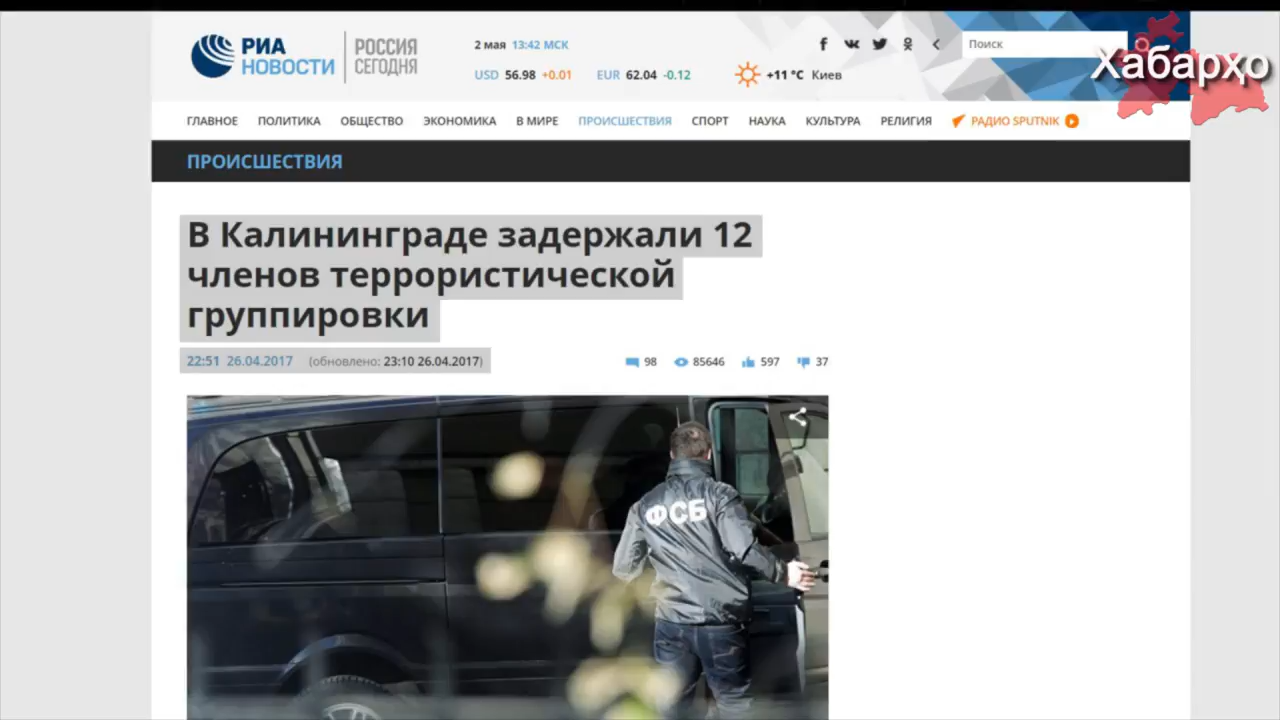 РИА НОВОСТИ
РОССИЯ СЕГОДНЯ
2 мая 13:42 МСК
USD 56.98 +0.01 EUR 62.04 -0.12
+11 °C Киев
Поиск
Хабарҳо
ГЛАВНОЕ ПОЛИТИКА ОБЩЕСТВО ЭКОНОМИКА В МИРЕ ПРОИСШЕСТВИЯ СПОРТ НАУКА КУЛЬТУРА РЕЛИГИЯ РАДИО SPUTNIK
ПРОИСШЕСТВИЯ
В Калининграде задержали 12
членов террористической
группировки
22:51 26.04.2017 (обновлено: 23:10 26.04.2017)
98 85646 597 37
ФСБ